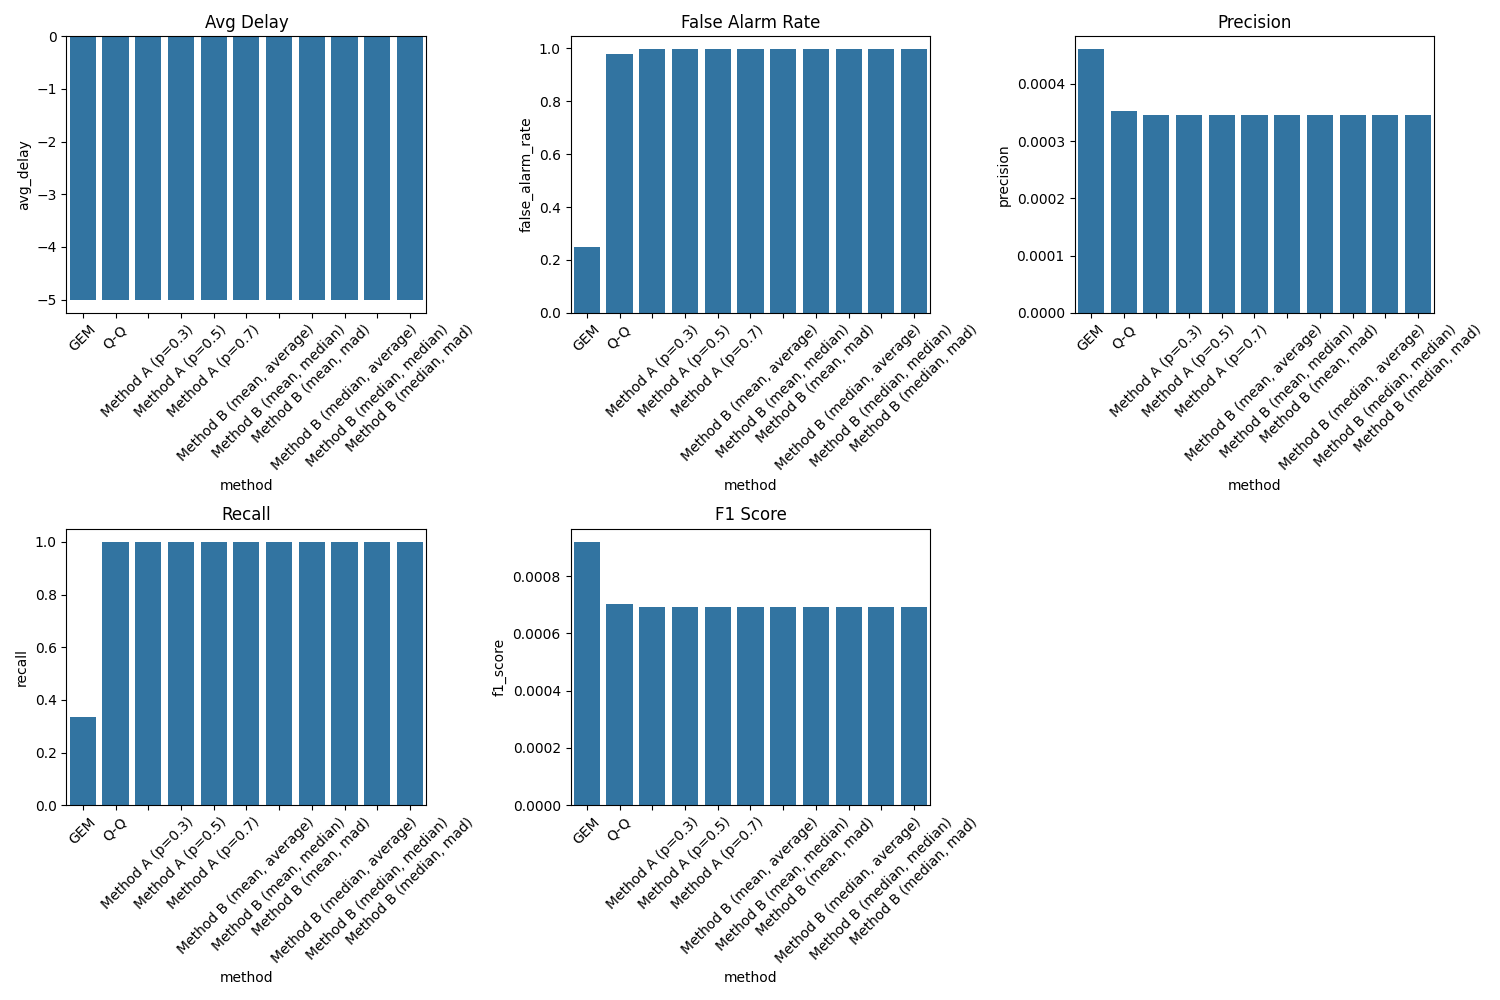 Avg Delay
0
−1
−2
−3
−4
−5
avg_delay
GEM
Q-Q
Method A (p=0.3)
Method A (p=0.5)
Method A (p=0.7)
Method B (mean, average)
Method B (mean, median)
Method B (mean, mad)
Method B (median, average)
Method B (median, median)
Method B (median, mad)
method
False Alarm Rate
1.0
0.8
0.6
0.4
0.2
0.0
false_alarm_rate
GEM
Q-Q
Method A (p=0.3)
Method A (p=0.5)
Method A (p=0.7)
Method B (mean, average)
Method B (mean, median)
Method B (mean, mad)
Method B (median, average)
Method B (median, median)
Method B (median, mad)
method
Precision
0.0004
0.0003
0.0002
0.0001
0.0000
precision
GEM
Q-Q
Method A (p=0.3)
Method A (p=0.5)
Method A (p=0.7)
Method B (mean, average)
Method B (mean, median)
Method B (mean, mad)
Method B (median, average)
Method B (median, median)
Method B (median, mad)
method
Recall
1.0
0.8
0.6
0.4
0.2
0.0
recall
GEM
Q-Q
Method A (p=0.3)
Method A (p=0.5)
Method A (p=0.7)
Method B (mean, average)
Method B (mean, median)
Method B (mean, mad)
Method B (median, average)
Method B (median, median)
Method B (median, mad)
method
F1 Score
0.0008
0.0006
0.0004
0.0002
0.0000
f1_score
GEM
Q-Q
Method A (p=0.3)
Method A (p=0.5)
Method A (p=0.7)
Method B (mean, average)
Method B (mean, median)
Method B (mean, mad)
Method B (median, average)
Method B (median, median)
Method B (median, mad)
method